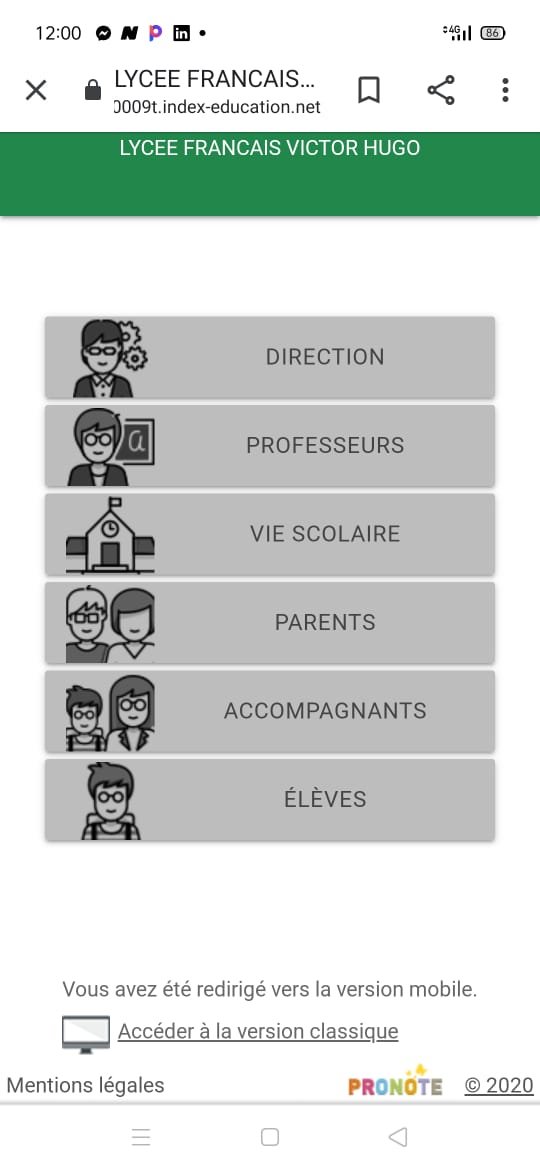 12:00
4G
86
LYCEE FRANCAIS...
0009t.index-education.net
LYCEE FRANCAIS VICTOR HUGO
DIRECTION
a
PROFESSEURS
VIE SCOLAIRE
PARENTS
ACCOMPAGNANTS
ÉLÈVES
Vous avez été redirigé vers la version mobile.
Accéder à la version classique
Mentions légales
PRONOTE
© 2020